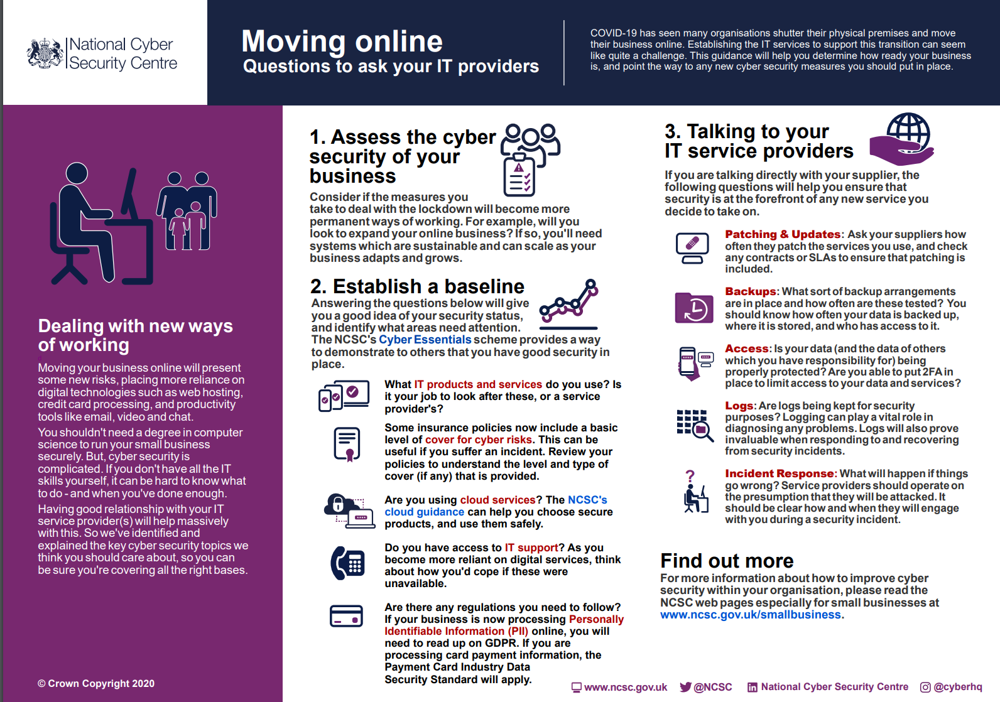 National Cyber
Security Centre
Moving online
Questions to ask your IT providers
COVID-19 has seen many organisations shutter their physical premises and move
their business online. Establishing the IT services to support this transition can seem
like quite a challenge. This guidance will help you determine how ready your business
is, and point the way to any new cyber security measures you should put in place.
Dealing with new ways
of working
Moving your business online will present
some new risks, placing more reliance on
digital technologies such as web hosting,
credit card processing, and productivity
tools like email, video and chat.
You shouldn't need a degree in computer
science to run your small business
securely. But, cyber security is
complicated. If you don't have all the IT
skills yourself, it can be hard to know what
to do - and when you've done enough.
Having good relationship with your IT
service provider(s) will help massively
with this. So we've identified and
explained the key cyber security topics we
think you should care about, so you can
be sure you're covering all the right bases.
© Crown Copyright 2020
1. Assess the cyber
security of your
business
Consider if the measures you
take to deal with the lockdown will become more
permanent ways of working. For example, will you
look to expand your online business? If so, you'll need
systems which are sustainable and can scale as your
business adapts and grows.
2. Establish a baseline
Answering the questions below will give
you a good idea of your security status,
and identify what areas need attention.
The NCSC's Cyber Essentials scheme provides a way
to demonstrate to others that you have good security in
place.
What IT products and services do you use? Is
it your job to look after these, or a service
provider's?
Some insurance policies now include a basic
level of cover for cyber risks. This can be
useful if you suffer an incident. Review your
policies to understand the level and type of
cover (if any) that is provided.
Are you using cloud services? The NCSC's
cloud guidance can help you choose secure
products, and use them safely.
Do you have access to IT support? As you
become more reliant on digital services, think
about how you'd cope if these were
unavailable.
Are there any regulations you need to follow?
If your business is now processing Personally
Identifiable Information (PII) online, you will
need to read up on GDPR. If you are
processing card payment information, the
Payment Card Industry Data
Security Standard will apply.
3. Talking to your
IT service providers
If you are talking directly with your supplier, the
following questions will help you ensure that
security is at the forefront of any new service you
decide to take on.
Patching & Updates: Ask your suppliers how
often they patch the services you use, and check
any contracts or SLAs to ensure that patching is
included.
Backups: What sort of backup arrangements
are in place and how often are these tested? You
should know how often your data is backed up,
where it is stored, and who has access to it.
Access: Is your data (and the data of others
which you have responsibility for) being
properly protected? Are you able to put 2FA in
place to limit access to your data and services?
Logs: Are logs being kept for security
purposes? Logging can play a vital role in
diagnosing any problems. Logs will also prove
invaluable when responding to and recovering
from security incidents.
?
Incident Response: What will happen if things
go wrong? Service providers should operate on
the presumption that they will be attacked. It
should be clear how and when they will engage
with you during a security incident.
Find out more
For more information about how to improve cyber
security within your organisation, please read the
NCSC web pages especially for small businesses at
www.ncsc.gov.uk/smallbusiness.
www.ncsc.gov.uk @NCSC in National Cyber Security Centre @cyberhq